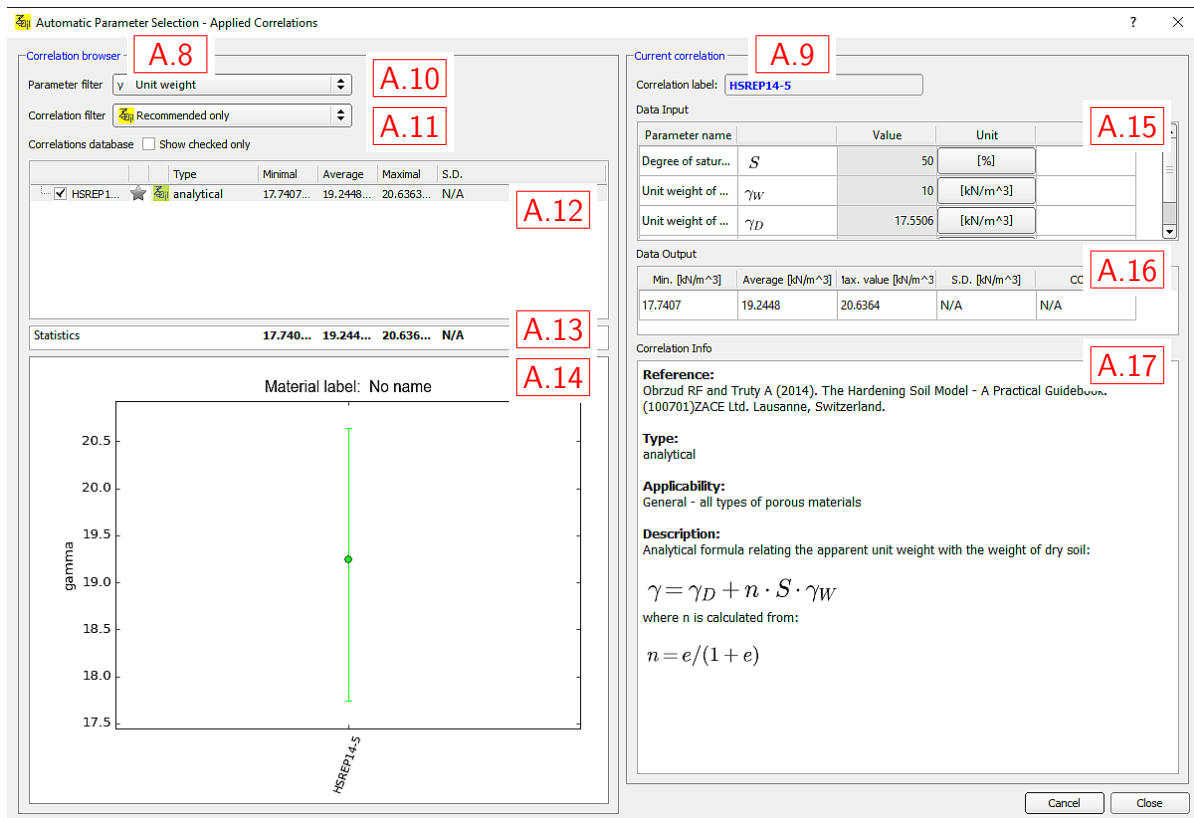 Automatic Parameter Selection - Applied Correlations
?
Correlation browser
A.8
Parameter filter
γ Unit weight
A.10
Correlation filter
Recommended only
A.11
Correlations database
Show checked only
Type Minimal Average Maximal S.D.
HSREP1... analytical 17.7407... 19.2448... 20.6363... N/A
A.12
Statistics 17.740... 19.244... 20.636... N/A
A.13
A.14
Material label: No name
20.5
20.0
19.5
19.0
18.5
18.0
17.5
gamma
HSREP14-5
Current correlation
A.9
Correlation label: HSREP14-5
Data Input
A.15
Parameter name Value Unit
Degree of satur... S 50 [%]
Unit weight of ... γW 10 [kN/m^3]
Unit weight of ... γD 17.5506 [kN/m^3]
Data Output
A.16
Min. [kN/m^3] Average [kN/m^3] 1ax. value [kN/m^3 S.D. [kN/m^3] CO
17.7407 19.2448 20.6364 N/A N/A
Correlation Info
A.17
Reference:
Obrzud RF and Truty A (2014). The Hardening Soil Model - A Practical Guidebook.
(100701)ZACE Ltd. Lausanne, Switzerland.
Type:
analytical
Applicability:
General - all types of porous materials
Description:
Analytical formula relating the apparent unit weight with the weight of dry soil:
γ = γD + n · S · γW
where n is calculated from:
n = e/(1 + e)
Cancel Close